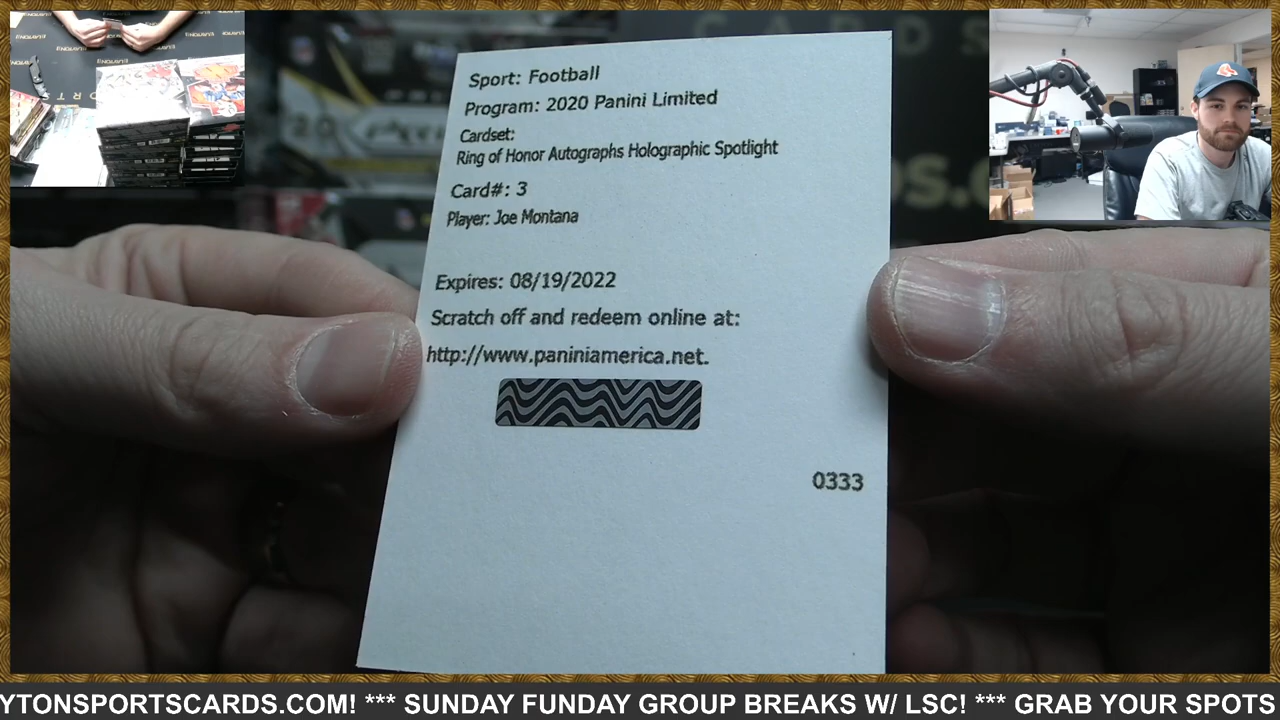 Sport: Football
Program: 2020 Panini Limited
Cardset:
Ring of Honor Autographs Holographic Spotlight
Card#: 3
Player: Joe Montana
Expires: 08/19/2022
Scratch off and redeem online at:
http://www.paniniamerica.net.
0333
YTONSPORTSCARDS.COM! *** SUNDAY FUNDAY GROUP BREAKS W/ LSC! *** GRAB YOUR SPOTS